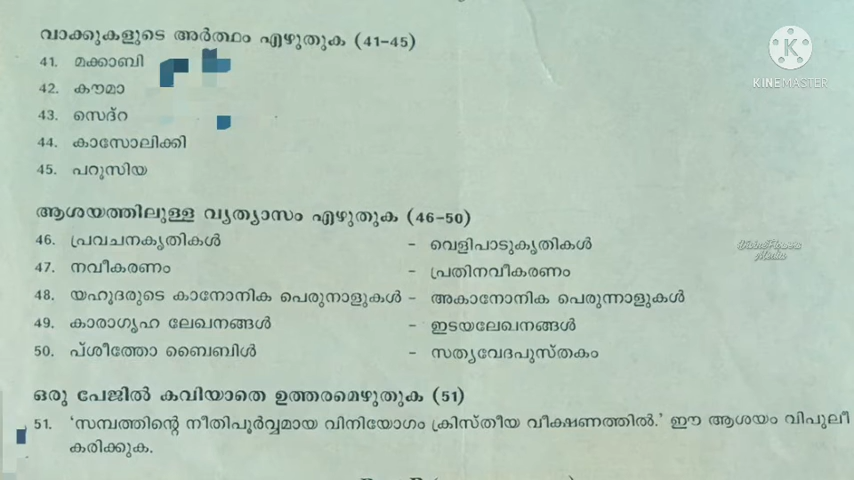 വാക്കുകളുടെ അർത്ഥം എഴുതുക (41-45)
41. മക്കാബി
42. കൗമാ
43. സെദ്റ
44. കാസോലിക്കി
45. പറൂസിയ
ആശയത്തിലുള്ള വ്യത്യാസം എഴുതുക (46-50)
46. പ്രവചനകൃതികൾ - വെളിപാടുകൃതികൾ
47. നവീകരണം - പ്രതിനവീകരണം
48. യഹൂദരുടെ കാനോനിക പെരുനാളുകൾ - അകാനോനിക പെരുന്നാളുകൾ
49. കാരാഗൃഹ ലേഖനങ്ങൾ - ഇടയലേഖനങ്ങൾ
50. പ്ശീത്തോ ബൈബിൾ - സത്യവേദപുസ്തകം
ഒരു പേജിൽ കവിയാതെ ഉത്തരമെഴുതുക (51)
51. 'സമ്പത്തിന്റെ നീതിപൂർവ്വമായ വിനിയോഗം ക്രിസ്തീയ വീക്ഷണത്തിൽ.' ഈ ആശയം വിപുലീ
കരിക്കുക.
K
KINEMASTER
Media